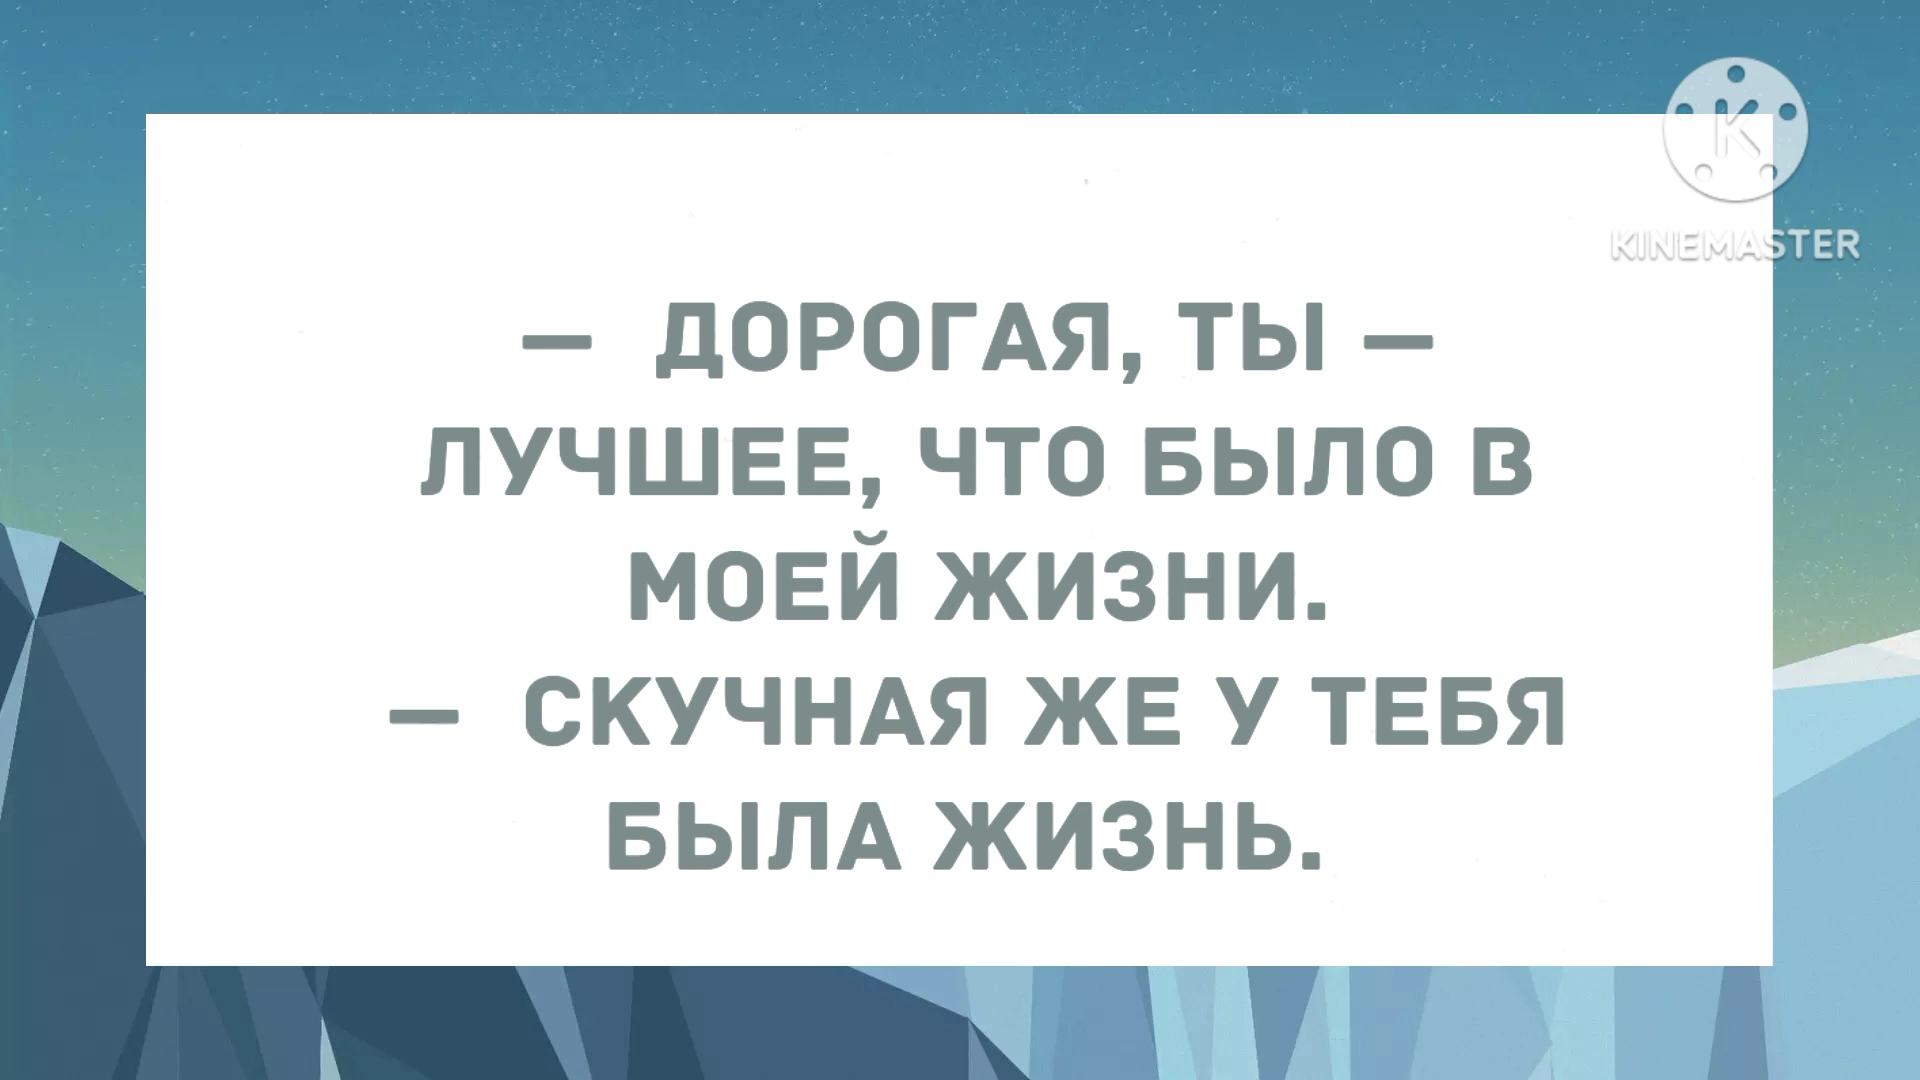 KINEMASTER
— ДОРОГАЯ, ТЫ —
ЛУЧШЕЕ, ЧТО БЫЛО В
МОЕЙ ЖИЗНИ.
— СКУЧНАЯ ЖЕ У ТЕБЯ
БЫЛА ЖИЗНЬ.